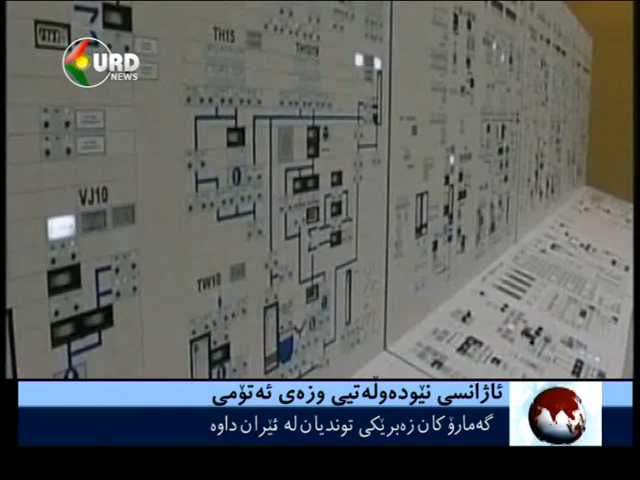 KURD
NEWS
TH15
VJ10
TW10
ئاژانسی نێودەوڵەتیی وزەی ئەتۆمی
گەمارۆکان زەبرێکی توندیان لە ئێران داوە